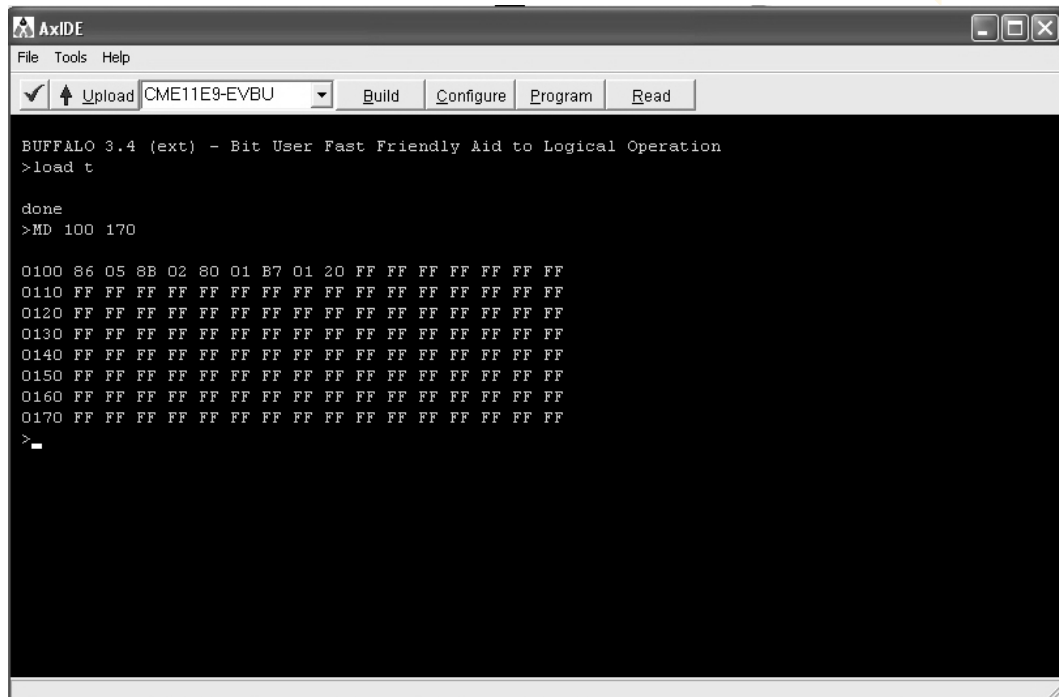 AxIDE
File Tools Help
Upload CME11E9-EVBU Build Configure Program Read
BUFFALO 3.4 (ext) - Bit User Fast Friendly Aid to Logical Operation
>load t
done
>MD 100 170
0100 86 05 8B 02 80 01 B7 01 20 FF FF FF FF FF FF FF
0110 FF FF FF FF FF FF FF FF FF FF FF FF FF FF FF FF
0120 FF FF FF FF FF FF FF FF FF FF FF FF FF FF FF FF
0130 FF FF FF FF FF FF FF FF FF FF FF FF FF FF FF FF
0140 FF FF FF FF FF FF FF FF FF FF FF FF FF FF FF FF
0150 FF FF FF FF FF FF FF FF FF FF FF FF FF FF FF FF
0160 FF FF FF FF FF FF FF FF FF FF FF FF FF FF FF FF
0170 FF FF FF FF FF FF FF FF FF FF FF FF FF FF FF FF
>